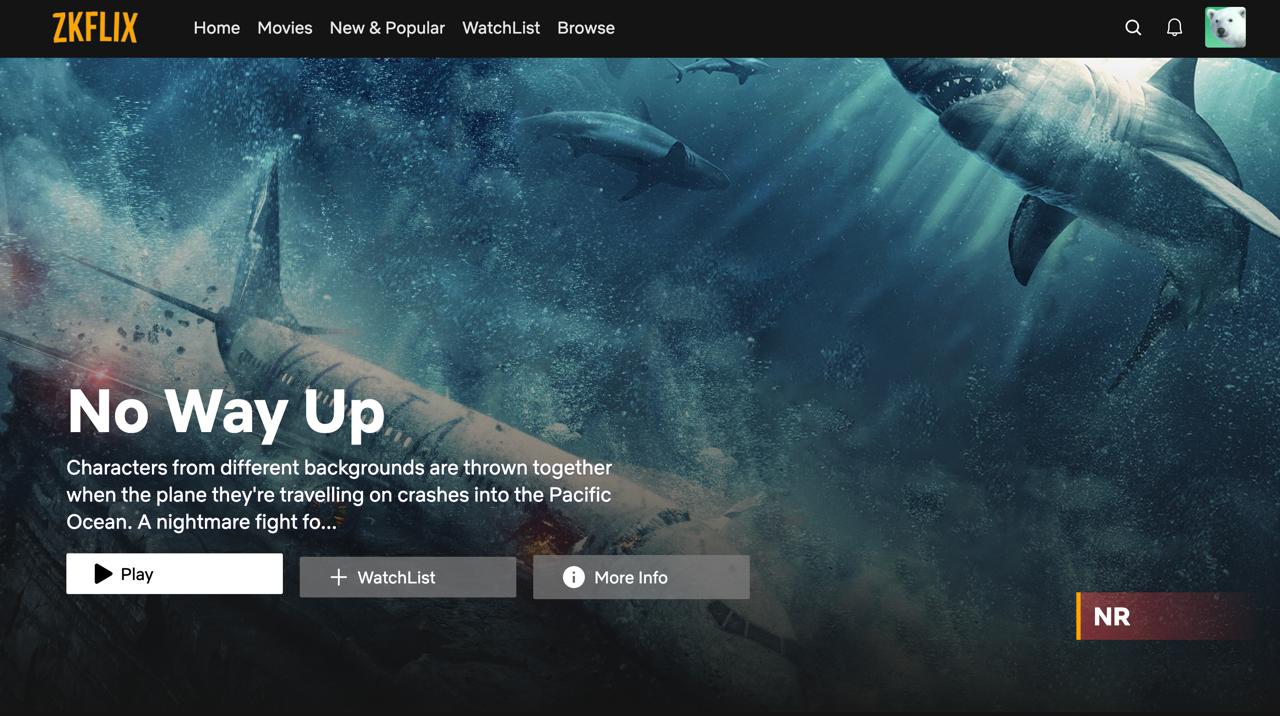 ZKFLIX
Home Movies New & Popular WatchList Browse
No Way Up
Characters from different backgrounds are thrown together
when the plane they're travelling on crashes into the Pacific
Ocean. A nightmare fight fo...
Play
WatchList
More Info
NR